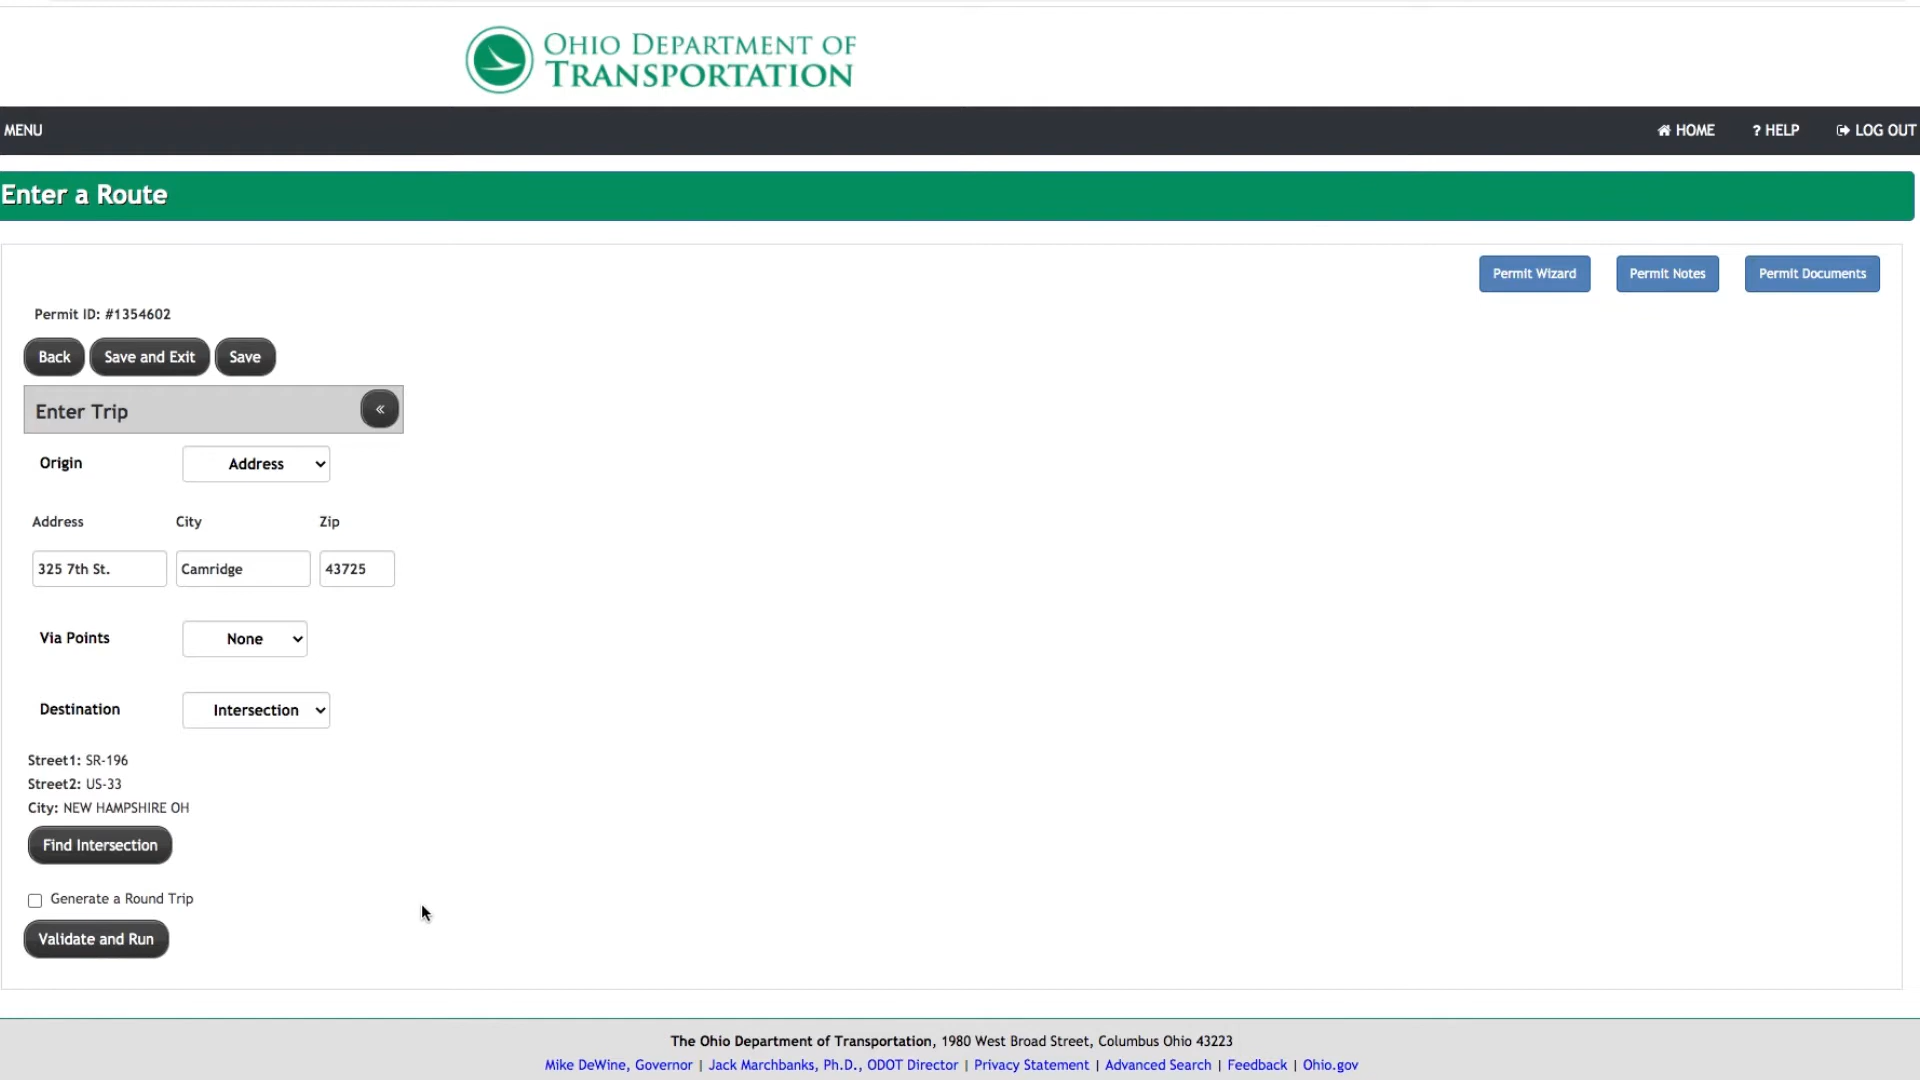 OHIO DEPARTMENT OF
TRANSPORTATION
MENU
HOME
? HELP
LOG OUT
Enter a Route
Permit Wizard
Permit Notes
Permit Documents
Permit ID: #1354602
Back
Save and Exit
Save
Enter Trip
«
Origin
Address
Address
City
Zip
325 7th St.
Camridge
43725
Via Points
None
Destination
Intersection
Street1: SR-196
Street2: US-33
City: NEW HAMPSHIRE OH
Find Intersection
Generate a Round Trip
Validate and Run
The Ohio Department of Transportation, 1980 West Broad Street, Columbus Ohio 43223
Mike DeWine, Governor | Jack Marchbanks, Ph.D., ODOT Director | Privacy Statement | Advanced Search | Feedback | Ohio.gov